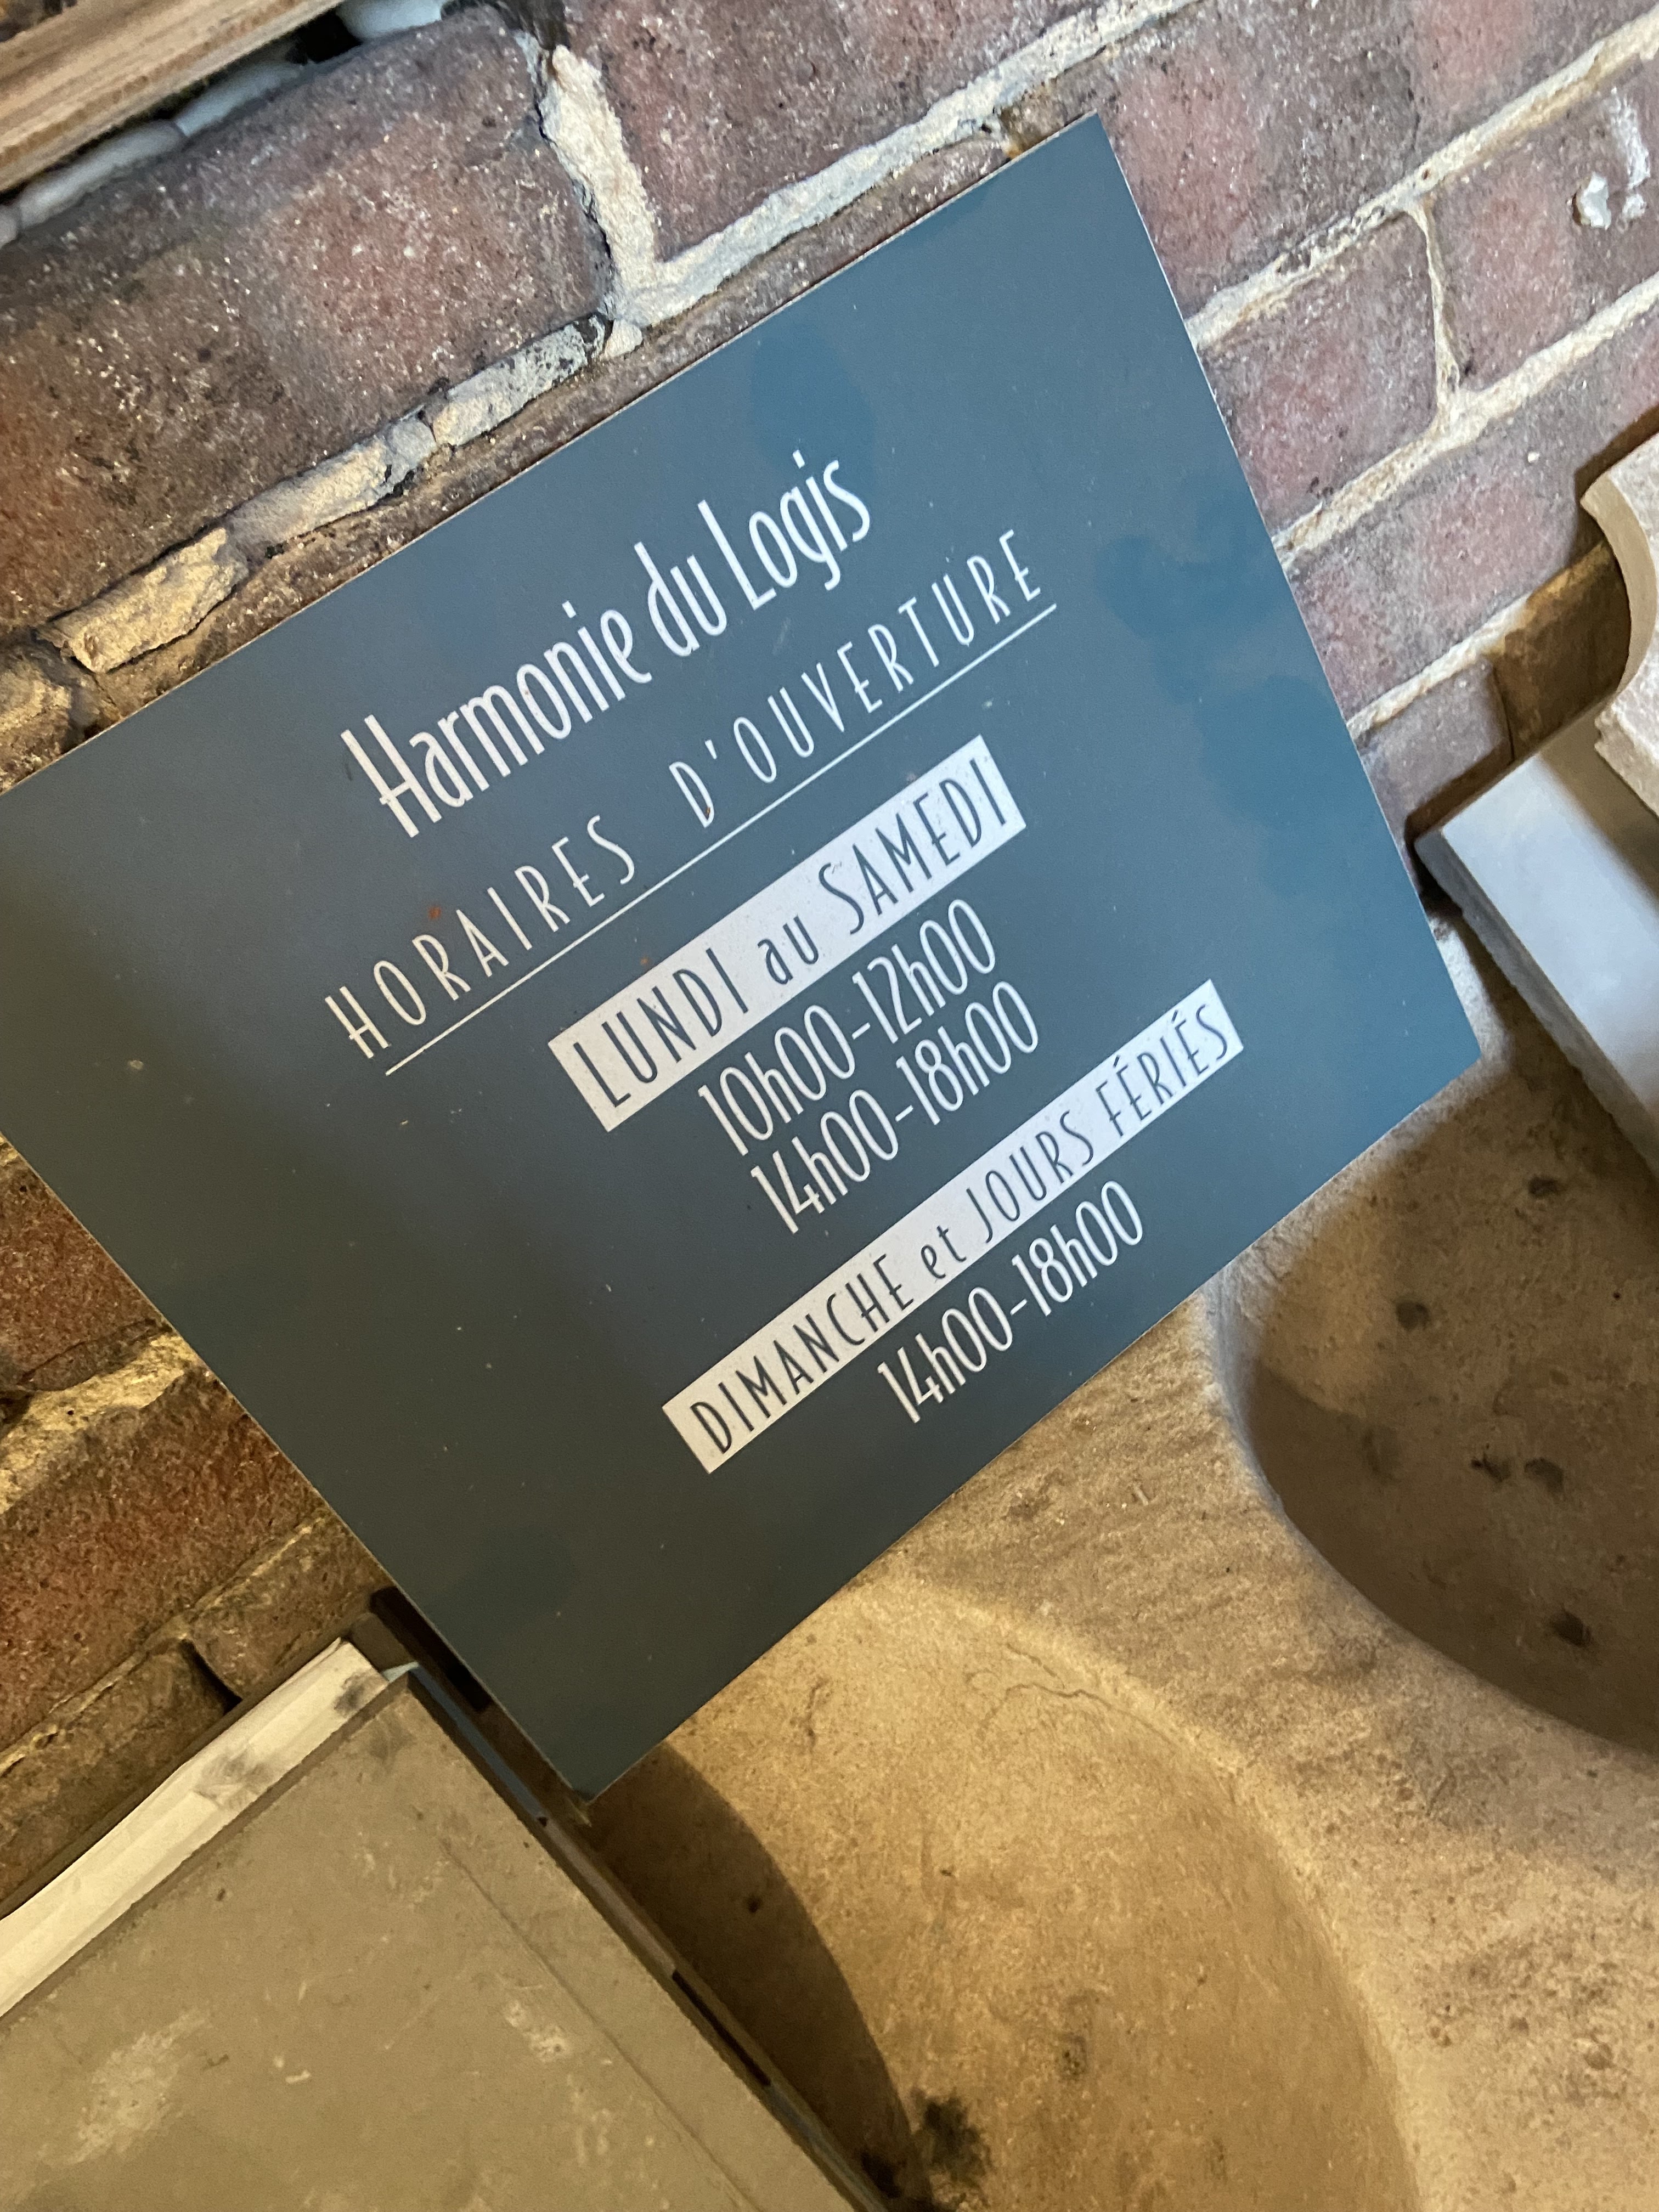 Harmonie du Logis
HORAIRES D'OUVERTURE
LUNDI au SAMEDI
10h00-12h00
14h00-18h00
DIMANCHE et JOURS FÉRIÉS
14h00-18h00